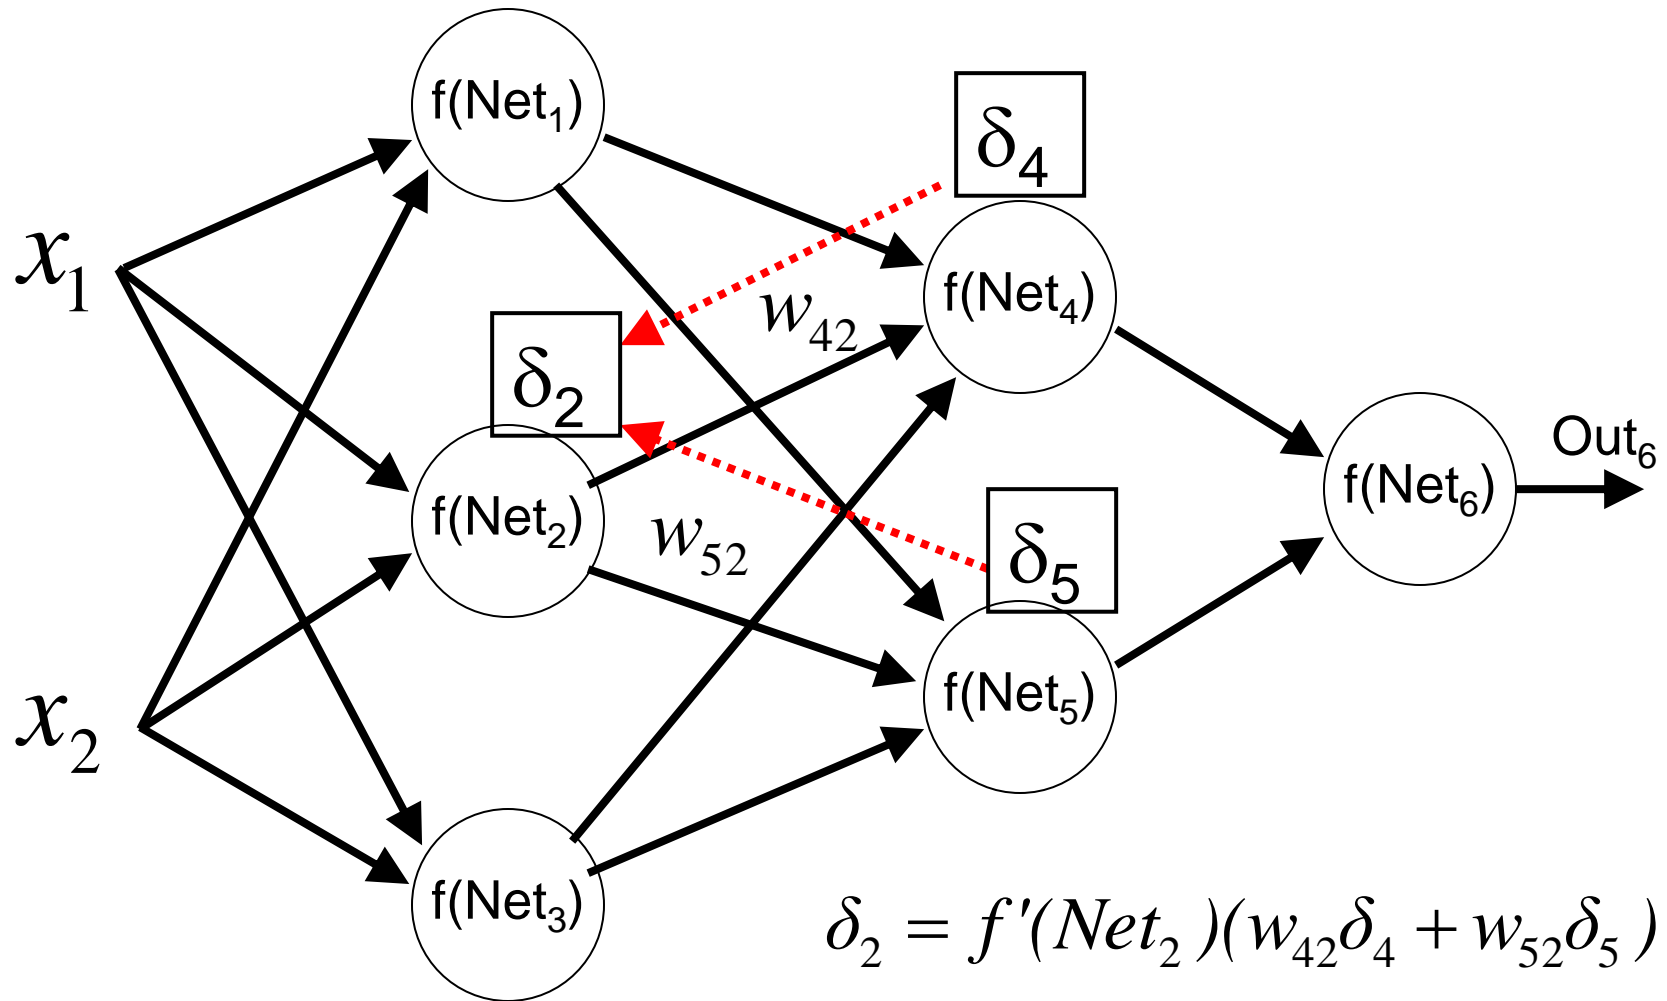 f(Net₁)
δ₄
x₁
f(Net₄)
w₄₂
δ₂
Out₆
f(Net₆)
f(Net₂)
w₅₂
δ₅
f(Net₅)
x₂
f(Net₃)
δ₂ = f'(Net₂)(w₄₂δ₄ + w₅₂δ₅)